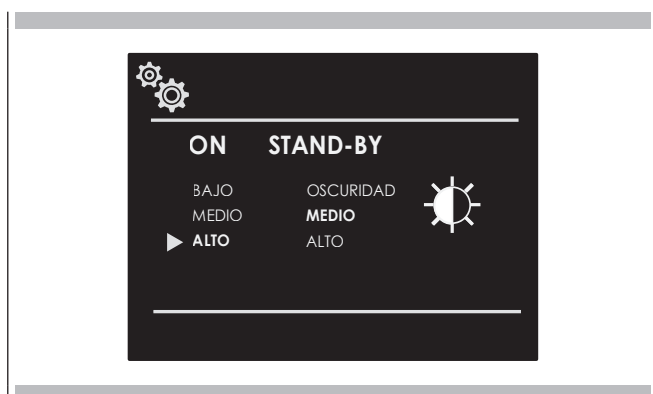 ON STAND-BY
BAJO OSCURIDAD
MEDIO MEDIO
ALTO ALTO